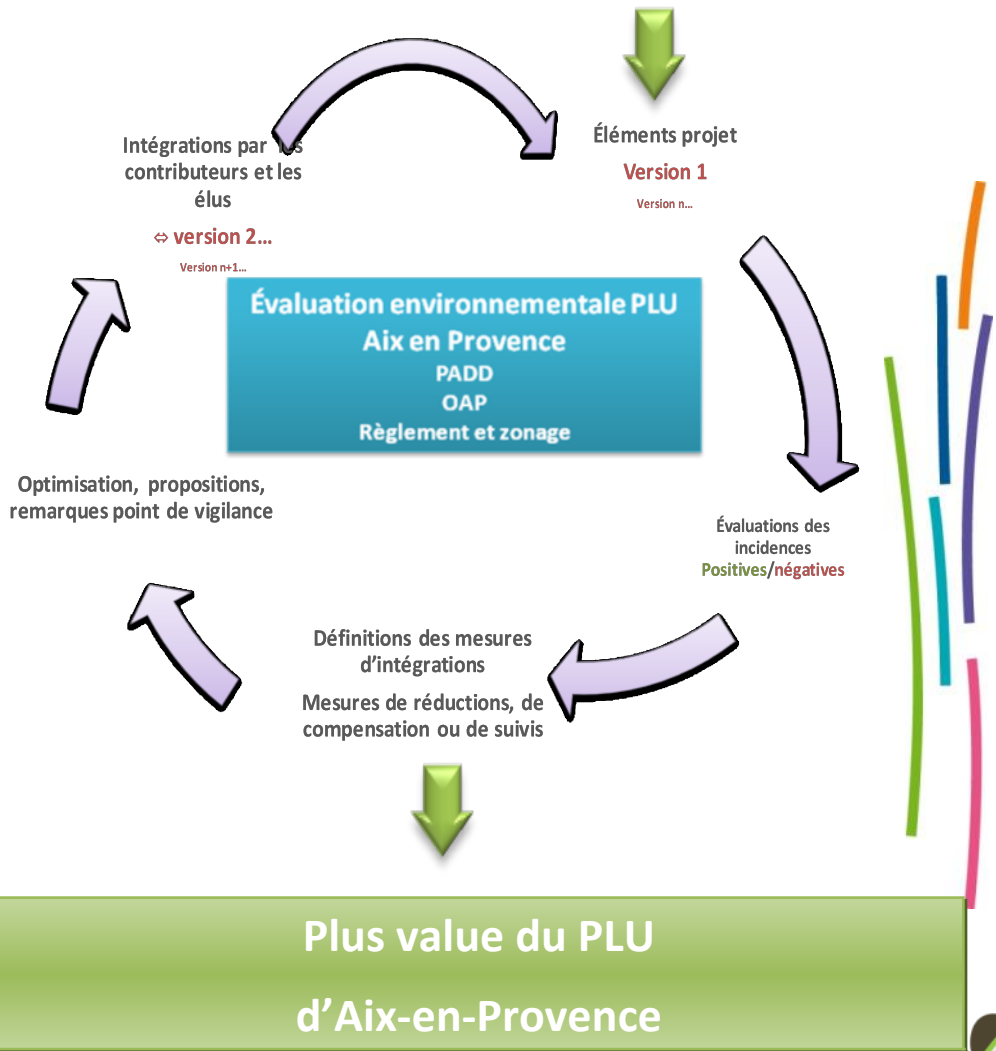 Éléments projet
Version 1
Version n...
Intégrations par
contributeurs et les
élus
⇔ version 2...
Version n+1...
Évaluation environnementale PLU
Aix en Provence
PADD
OAP
Règlement et zonage
Optimisation, propositions,
remarques point de vigilance
Évaluations des
incidences
Positives/négatives
Définitions des mesures
d’intégrations
Mesures de réductions, de
compensation ou de suivis
Plus value du PLU
d’Aix-en-Provence